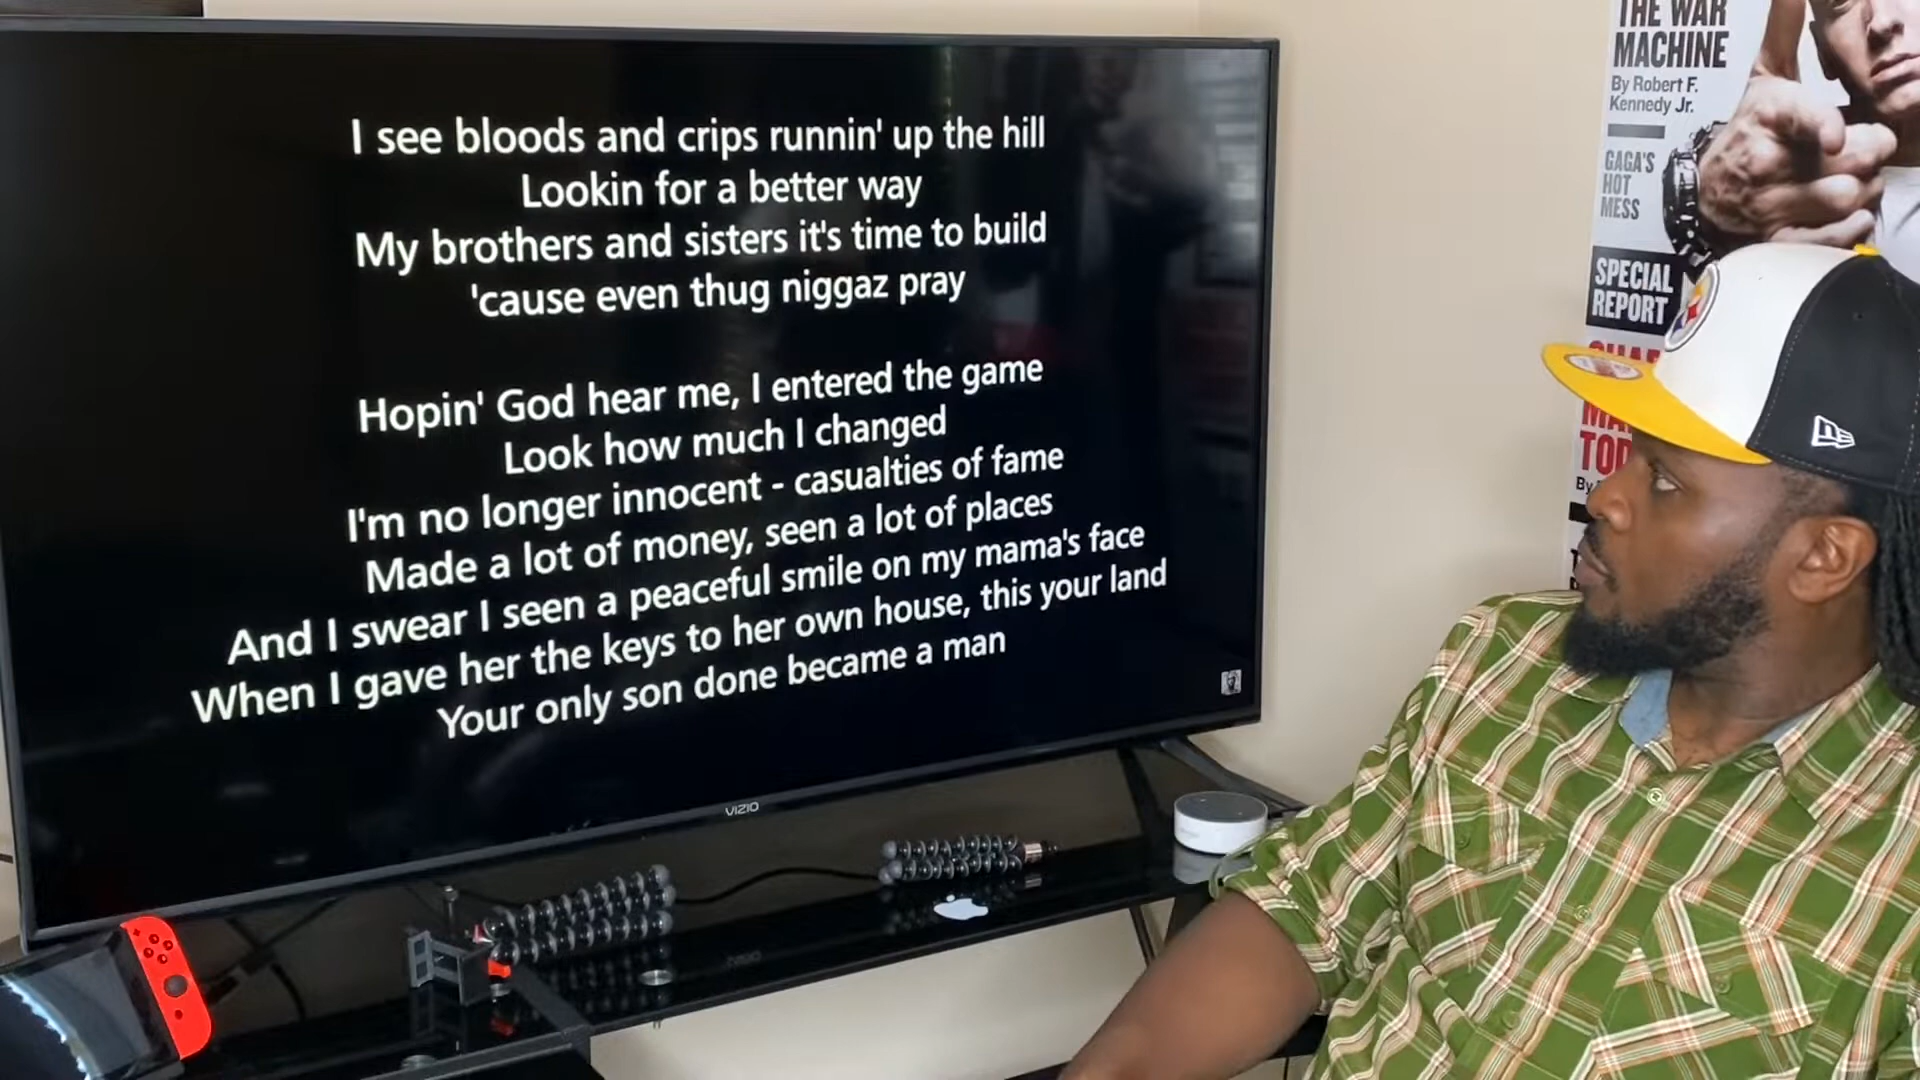 I see bloods and crips runnin' up the hill
Lookin for a better way
My brothers and sisters it's time to build
'cause even thug niggaz pray
Hopin' God hear me, I entered the game
Look how much I changed
I'm no longer innocent - casualties of fame
Made a lot of money, seen a lot of places
And I swear I seen a peaceful smile on my mama's face
When I gave her the keys to her own house, this your land
Your only son done became a man
VIZIO
THE WAR
MACHINE
By Robert F.
Kennedy Jr.
GAGA'S
HOT
MESS
SPECIAL
REPORT
By